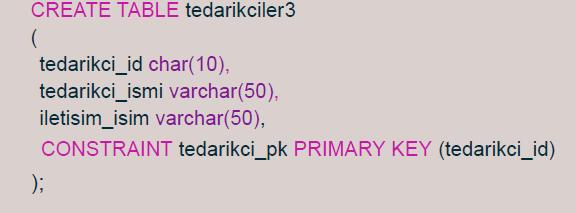 CREATE TABLE tedarikciler3
(
tedarikci_id char(10),
tedarikci_ismi varchar(50),
iletisim_isim varchar(50),
CONSTRAINT tedarikci_pk PRIMARY KEY (tedarikci_id)
);